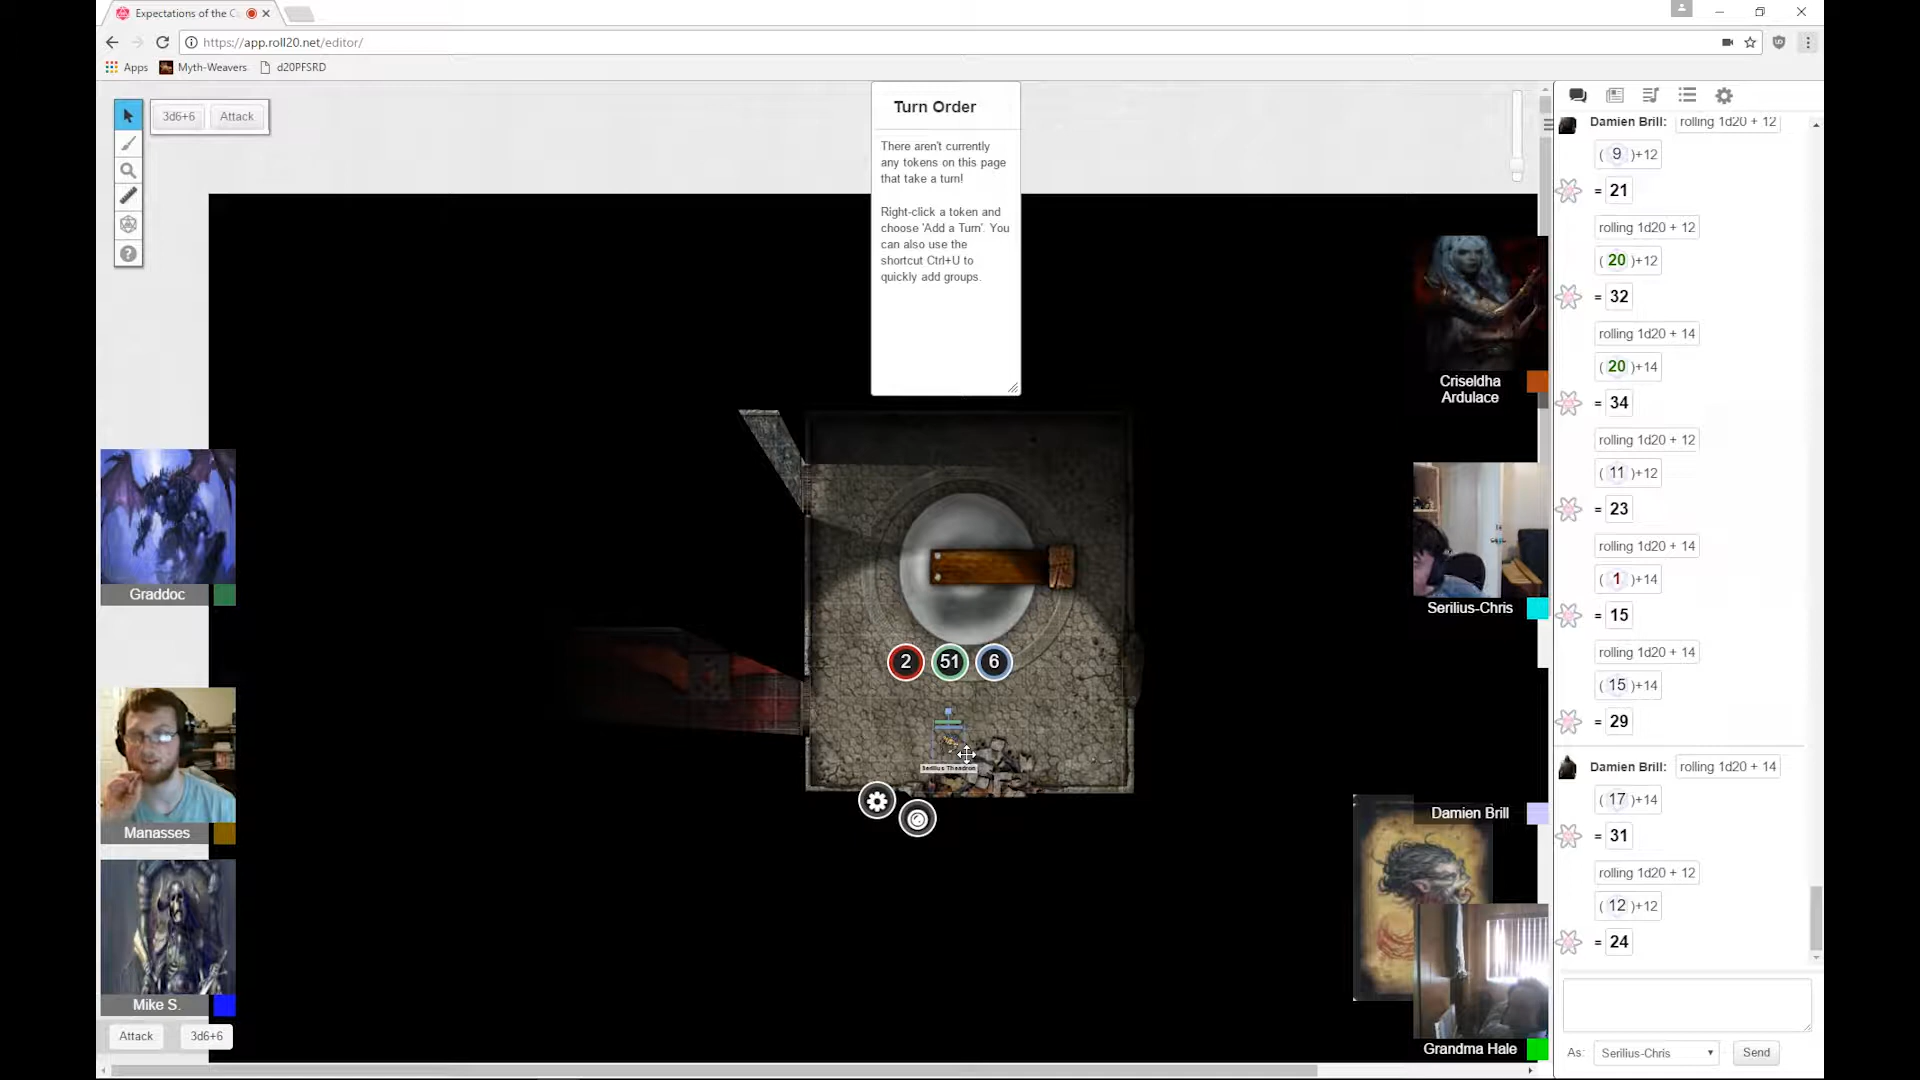 Expectations of the C
https://app.roll20.net/editor/
Apps
Myth-Weavers
d20PFSRD
3d6+6
Attack
Turn Order
There aren't currently
any tokens on this page
that take a turn!
Right-click a token and
choose 'Add a Turn'. You
can also use the
shortcut Ctrl+U to
quickly add groups.
Graddoc
Manasses
Mike S.
Attack
3d6+6
2
51
6
Serilius Theadron
Criseldha
Ardulace
Serilius-Chris
Damien Brill
Grandma Hale
Damien Brill: rolling 1d20 + 12
(9)+12
= 21
rolling 1d20 + 12
(20)+12
= 32
rolling 1d20 + 14
(20)+14
= 34
rolling 1d20 + 12
(11)+12
= 23
rolling 1d20 + 14
(1)+14
= 15
rolling 1d20 + 14
(15)+14
= 29
Damien Brill: rolling 1d20 + 14
(17)+14
= 31
rolling 1d20 + 12
(12)+12
= 24
As: Serilius-Chris
Send